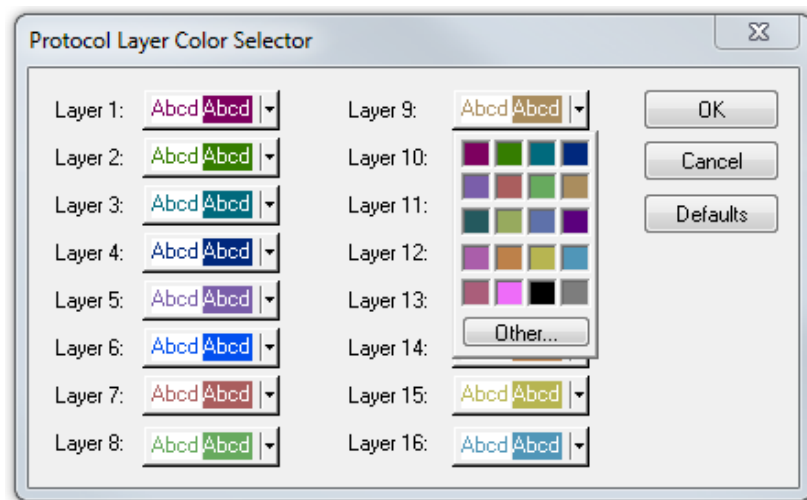 Protocol Layer Color Selector
Layer 1: Abcd Abcd
Layer 2: Abcd Abcd
Layer 3: Abcd Abcd
Layer 4: Abcd Abcd
Layer 5: Abcd Abcd
Layer 6: Abcd Abcd
Layer 7: Abcd Abcd
Layer 8: Abcd Abcd
Layer 9: Abcd Abcd
Layer 10:
Layer 11:
Layer 12:
Layer 13:
Layer 14:
Layer 15: Abcd Abcd
Layer 16: Abcd Abcd
Other...
OK
Cancel
Defaults